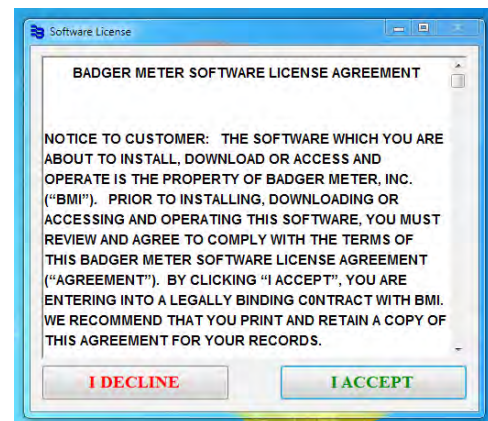 Software License
BADGER METER SOFTWARE LICENSE AGREEMENT
NOTICE TO CUSTOMER: THE SOFTWARE WHICH YOU ARE
ABOUT TO INSTALL, DOWNLOAD OR ACCESS AND
OPERATE IS THE PROPERTY OF BADGER METER, INC.
(“BMI”). PRIOR TO INSTALLING, DOWNLOADING OR
ACCESSING AND OPERATING THIS SOFTWARE, YOU MUST
REVIEW AND AGREE TO COMPLY WITH THE TERMS OF
THIS BADGER METER SOFTWARE LICENSE AGREEMENT
(“AGREEMENT”). BY CLICKING “I ACCEPT”, YOU ARE
ENTERING INTO A LEGALLY BINDING C0NTRACT WITH BMI.
WE RECOMMEND THAT YOU PRINT AND RETAIN A COPY OF
THIS AGREEMENT FOR YOUR RECORDS.
I DECLINE I ACCEPT